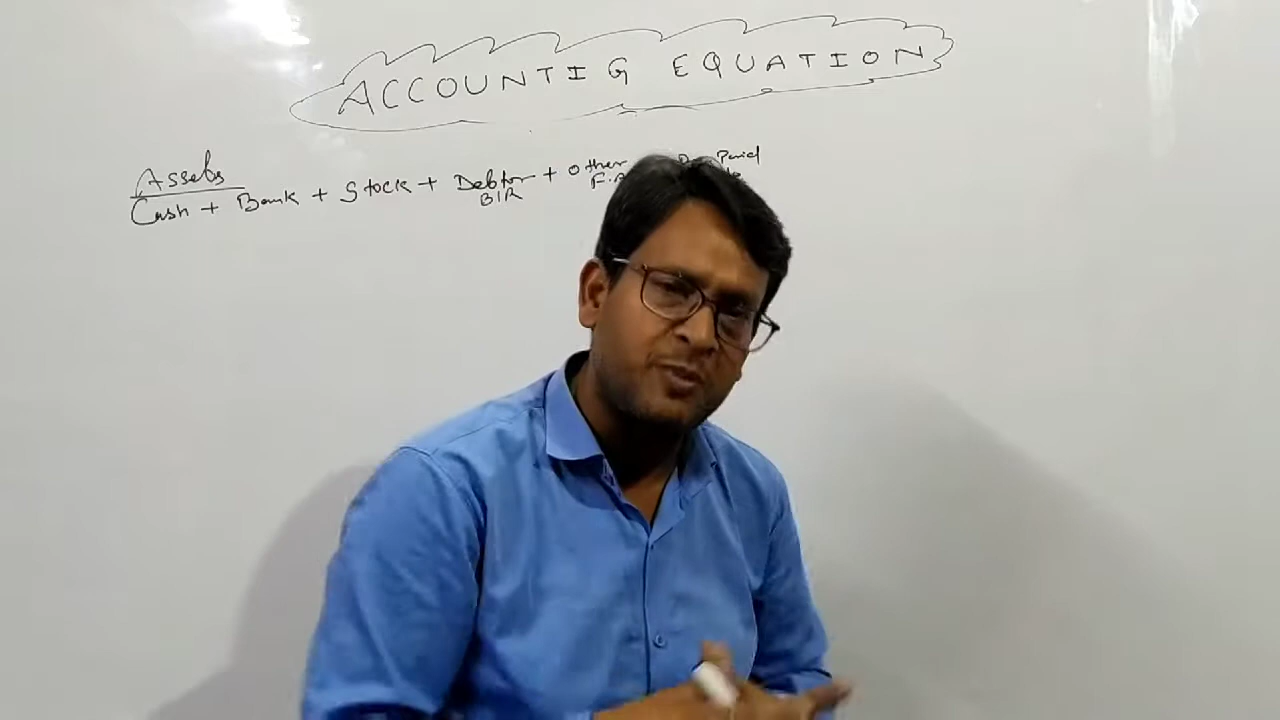 ACCOUNTIG EQUATION
Assets
Cash + Bank + Stock + Debtor + Other
B/R